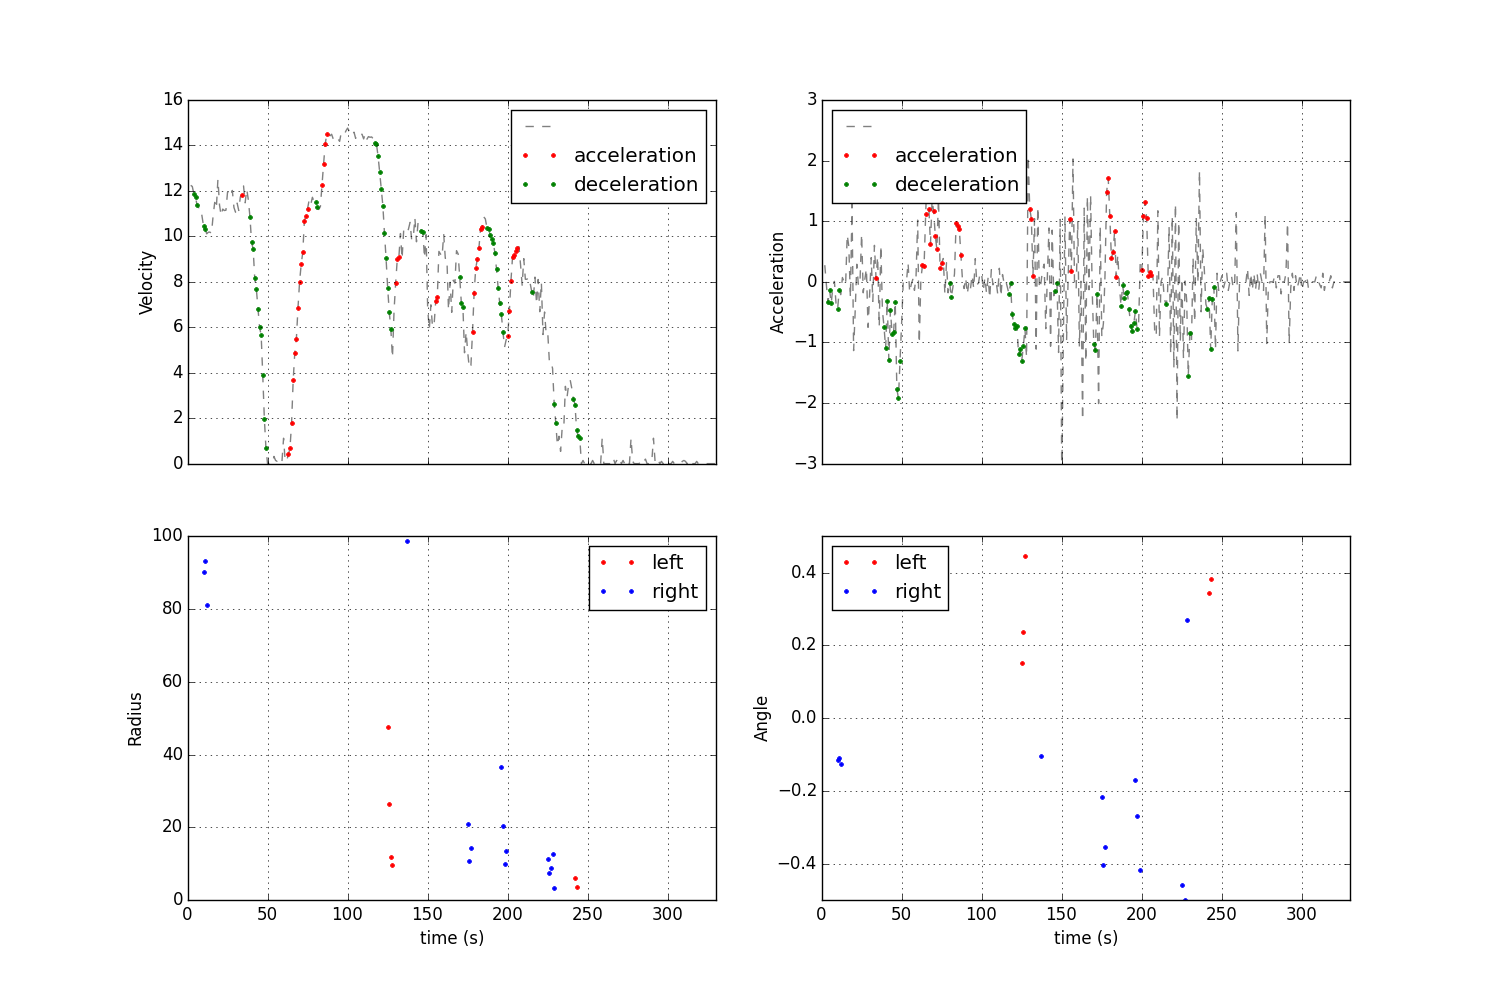 16
14
12
10
8
6
4
2
0
Velocity
acceleration
deceleration
3
2
1
0
−1
−2
−3
Acceleration
acceleration
deceleration
100
80
60
40
20
0
Radius
left
right
0 50 100 150 200 250 300
time (s)
0.4
0.2
0.0
−0.2
−0.4
Angle
left
right
0 50 100 150 200 250 300
time (s)